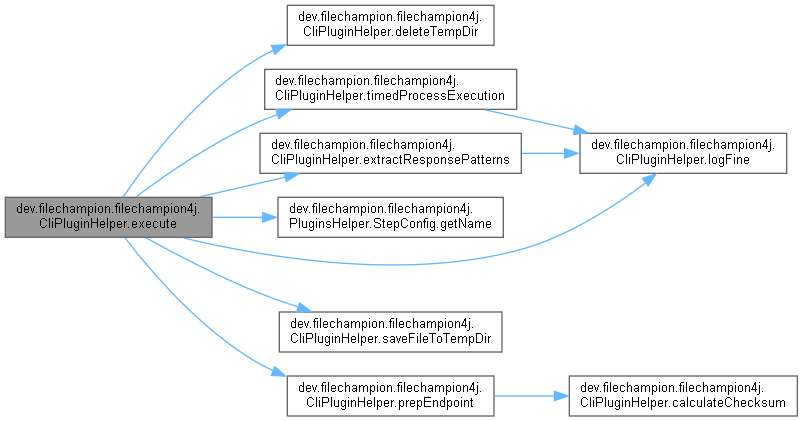 dev.filechampion.filechampion4j.
CliPluginHelper.deleteTempDir
dev.filechampion.filechampion4j.
CliPluginHelper.timedProcessExecution
dev.filechampion.filechampion4j.
CliPluginHelper.extractResponsePatterns
dev.filechampion.filechampion4j.
CliPluginHelper.logFine
dev.filechampion.filechampion4j.
CliPluginHelper.execute
dev.filechampion.filechampion4j.
PluginsHelper.StepConfig.getName
dev.filechampion.filechampion4j.
CliPluginHelper.saveFileToTempDir
dev.filechampion.filechampion4j.
CliPluginHelper.prepEndpoint
dev.filechampion.filechampion4j.
CliPluginHelper.calculateChecksum